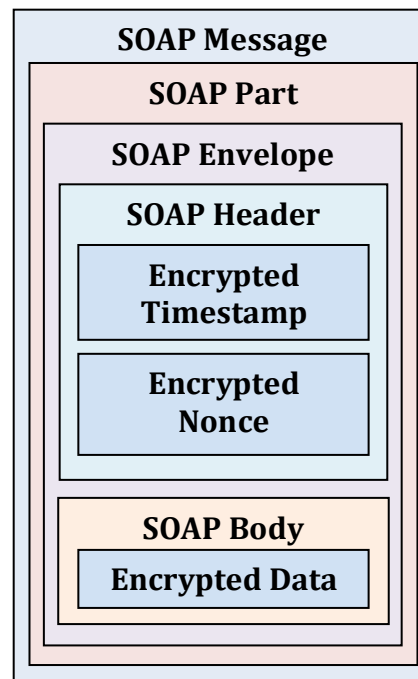 SOAP Message
SOAP Part
SOAP Envelope
SOAP Header
Encrypted
Timestamp
Encrypted
Nonce
SOAP Body
Encrypted Data